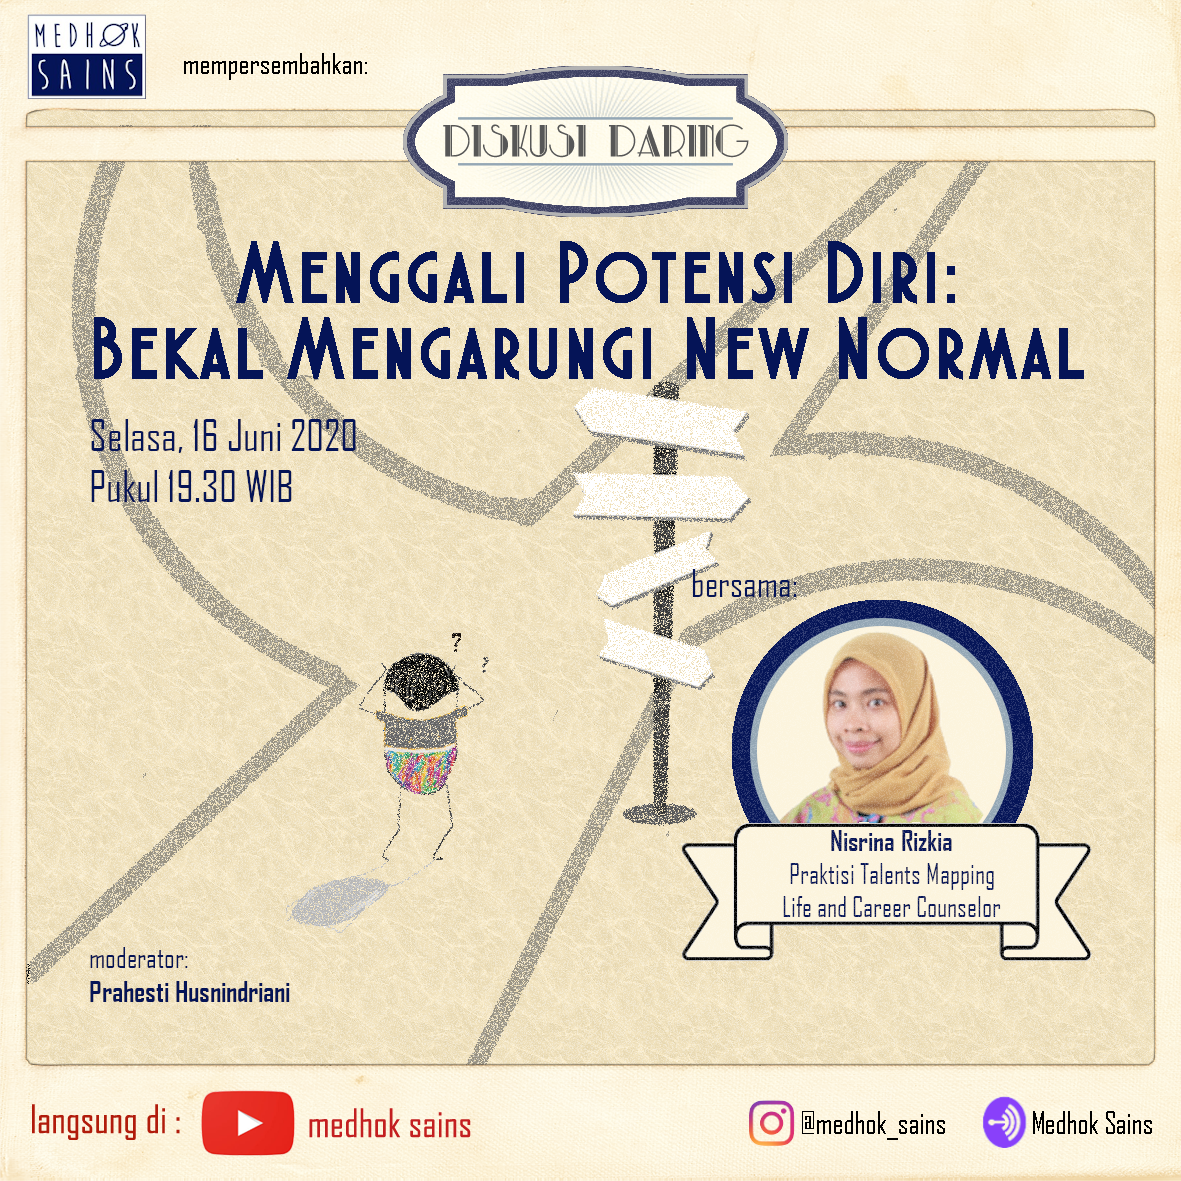 MEDHOK
SAINS
mempersembahkan:
DISKUSI DARING
MENGGALI POTENSI DIRI:
BEKAL MENGARUNGI NEW NORMAL
Selasa, 16 Juni 2020
Pukul 19.30 WIB
bersama:
?
?
Nisrina Rizkia
Praktisi Talents Mapping
Life and Career Counselor
moderator:
Prahesti Husnindriani
langsung di :
medhok sains
@medhok_sains
Medhok Sains